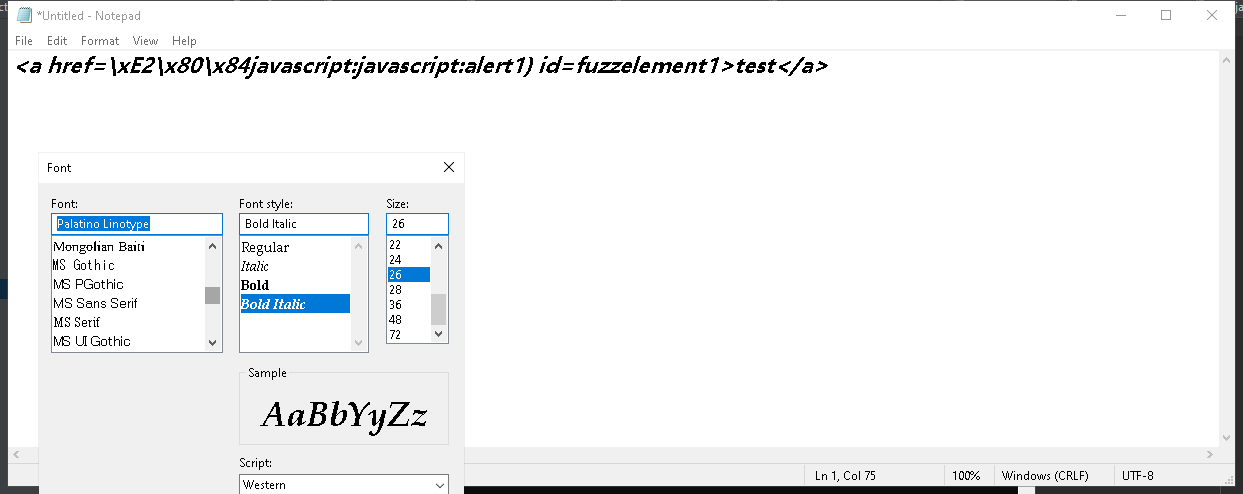 *Untitled - Notepad
File Edit Format View Help
<a href=\xE2\x80\x84javascript:javascript:alert1) id=fuzzelement1>test</a>
Font
Font: Font style: Size:
Palatino Linotype Bold Italic 26
Mongolian Baiti
MS Gothic
MS PGothic
MS Sans Serif
MS Serif
MS UI Gothic
Regular
Italic
Bold
Bold Italic
22
24
26
28
36
48
72
Sample
AaBbYyZz
Script:
Western
Ln 1, Col 75 100% Windows (CRLF) UTF-8